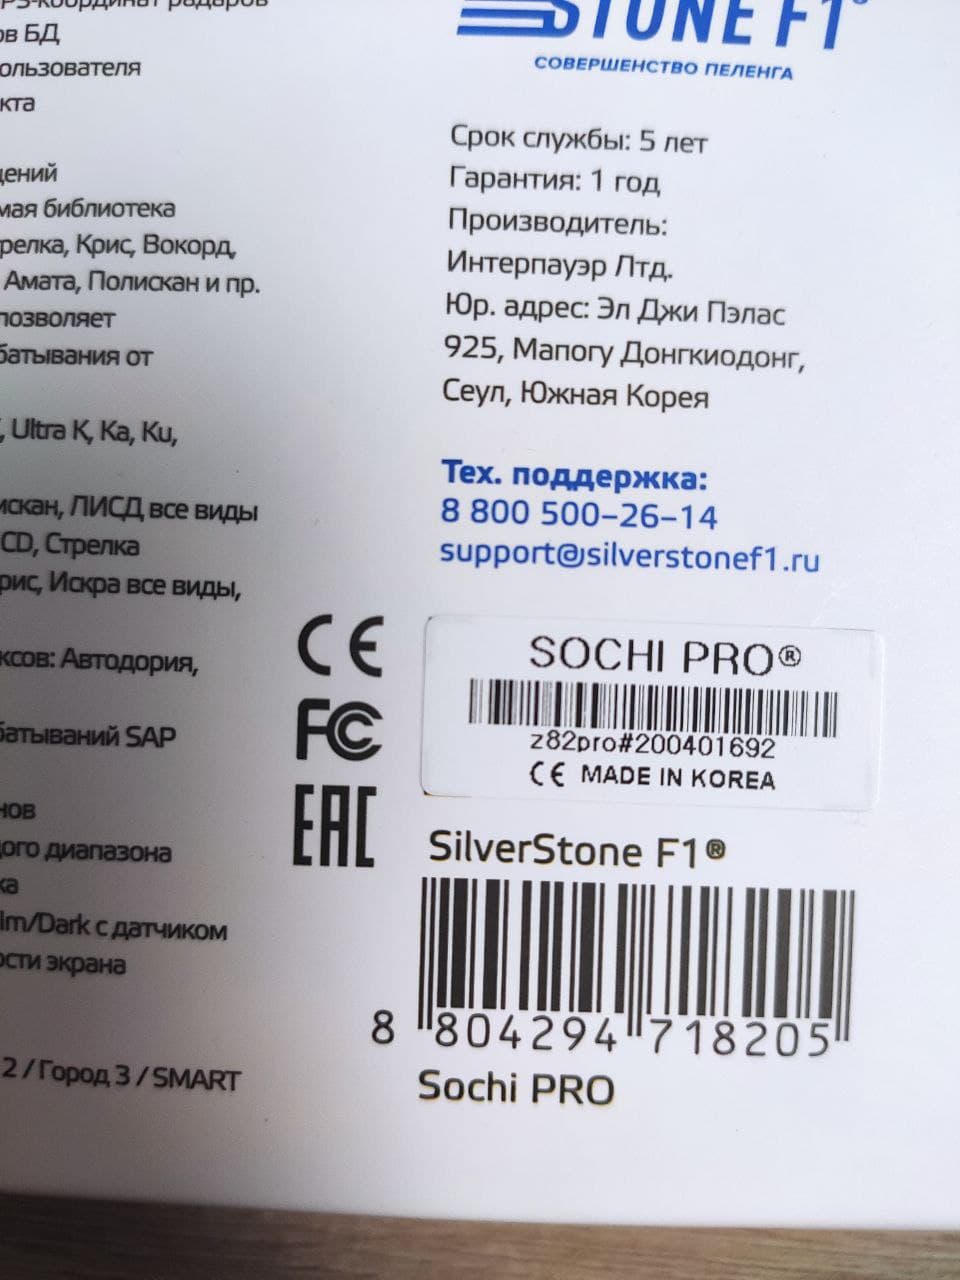 координат радаров
ов БД
ользователя
кта
ений
мая библиотека
релка, Крис, Вокорд,
Амата, Полискан и пр.
позволяет
батывания от
, Ultra K, Ka, Ku,
искан, ЛИСД все виды
CD, Стрелка
рис, Искра все виды,
ксов: Автодория,
батываний SAP
нов
ого диапазона
ка
lm/Dark с датчиком
ости экрана
2 / Город 3 / SMART
STONE F1®
СОВЕРШЕНСТВО ПЕЛЕНГА
Срок службы: 5 лет
Гарантия: 1 год
Производитель:
Интерпауэр Лтд.
Юр. адрес: Эл Джи Пэлас
925, Мапогу Донгкиодонг,
Сеул, Южная Корея
Тех. поддержка:
8 800 500-26-14
support@silverstonef1.ru
CE
FC
EAC
SOCHI PRO®
z82pro#200401692
CE MADE IN KOREA
SilverStone F1®
8 804294 718205
Sochi PRO